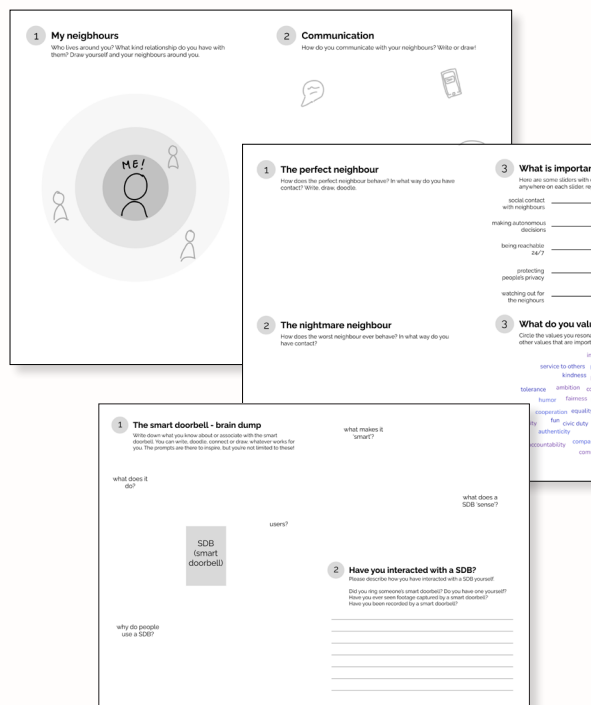 1 My neigbhours
Who lives around you? What kind relationship do you have with
them? Draw yourself and your neighbours around you.
ME!
2 Communication
How do you communicate with your neighbours? Write or draw!
1 The perfect neighbour
How does the perfect neighbour behave? In what way do you have
contact? Write, draw, doodle.
2 The nightmare neighbour
How does the worst neighbour ever behave? In what way do you
have contact?
3 What is importan
Here are some sliders with
anywhere on each slider, re
social contact
with neighbours
making autonomous
decisions
being reachable
24/7
protecting
people's privacy
watching out for
the neighours
3 What do you valu
Circle the values you resona
other values that are import
service to others
kindness
tolerance ambition
humor fairness
cooperation equality
fun civic duty
authenticity
ccountability compa
com
1 The smart doorbell - brain dump
Write down what you know about or associate with the smart
doorbell. You can write, doodle, connect or draw, whatever works for
you. The prompts are there to inspire, but you're not limited to these!
what makes it
'smart'?
what does it
do?
what does a
SDB 'sense'?
users?
SDB
(smart
doorbell)
why do people
use a SDB?
2 Have you interacted with a SDB?
Please describe how you have interacted with a SDB yourself.
Did you ring someone's smart doorbell? Do you have one yourself?
Have you ever seen footage captured by a smart doorbell?
Have you been recorded by a smart doorbell?